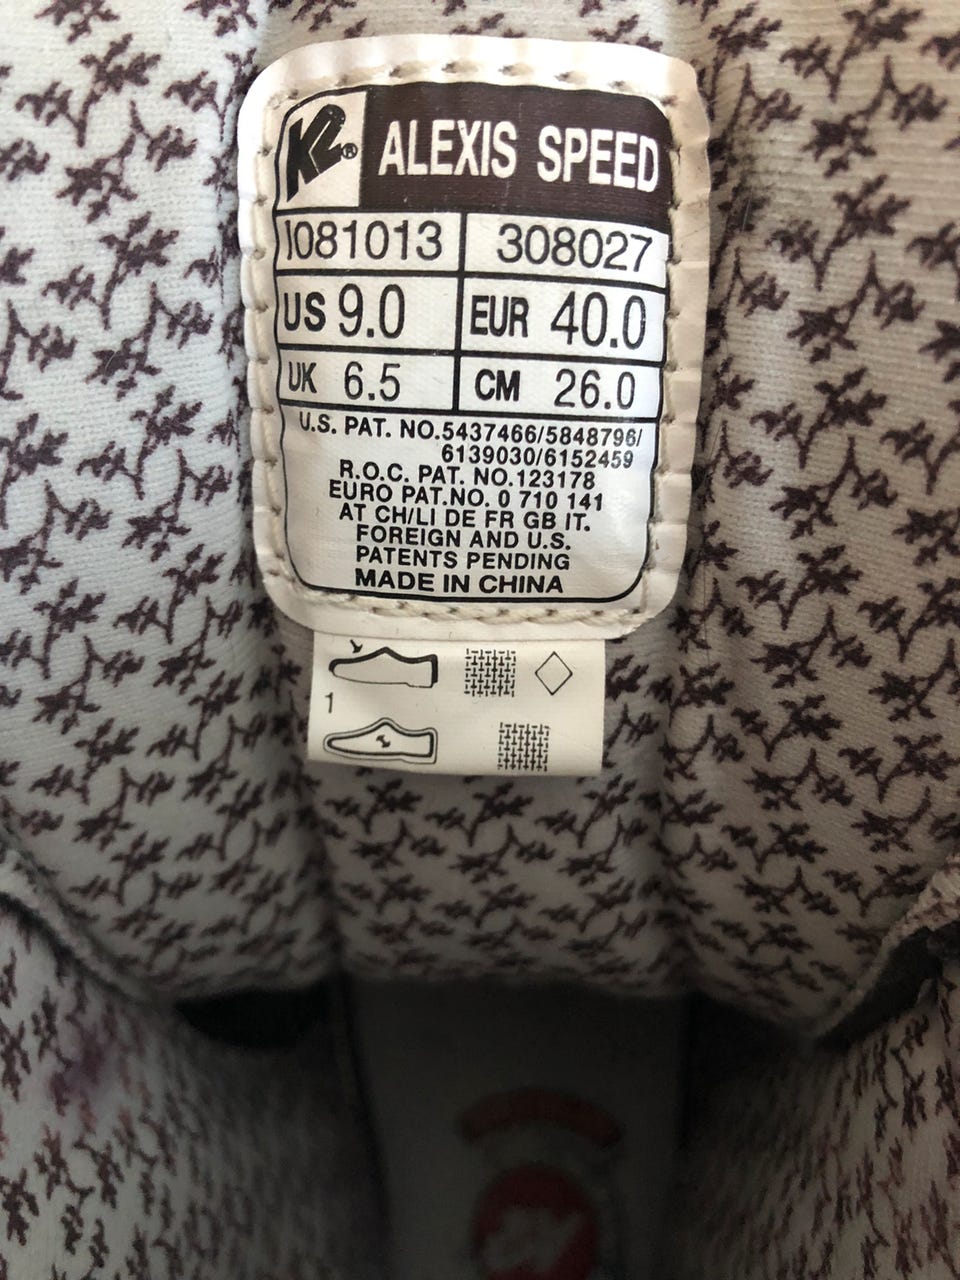 K2® ALEXIS SPEED
I081013 308027
US 9.0 EUR 40.0
UK 6.5 CM 26.0
U.S. PAT. NO.5437466/5848796/
6139030/6152459
R.O.C. PAT. NO.123178
EURO PAT.NO. 0 710 141
AT CH/LI DE FR GB IT.
FOREIGN AND U.S.
PATENTS PENDING
MADE IN CHINA
1
K2